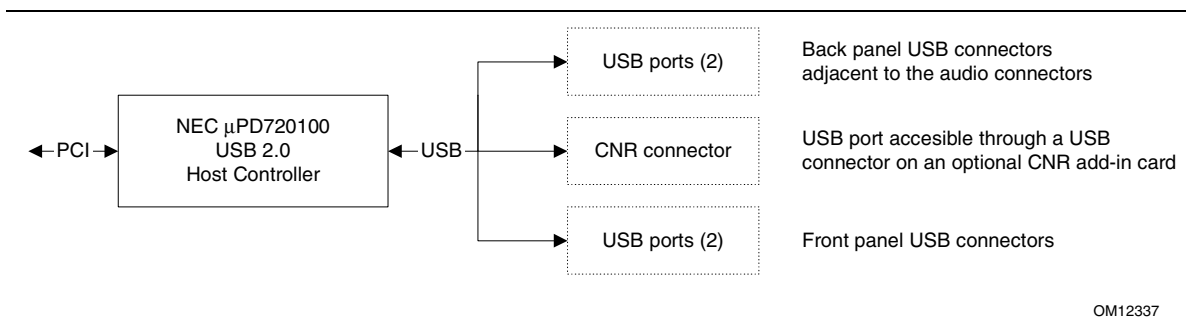 PCI
NEC µPD720100
USB 2.0
Host Controller
USB
USB ports (2)
Back panel USB connectors
adjacent to the audio connectors
CNR connector
USB port accesible through a USB
connector on an optional CNR add-in card
USB ports (2)
Front panel USB connectors
OM12337